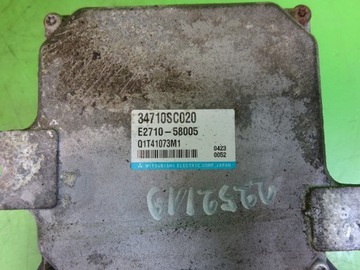 34710SC020
E2710-58005
Q1T41073M1
0423
0052
MITSUBISHI ELECTRIC CORP. JAPAN